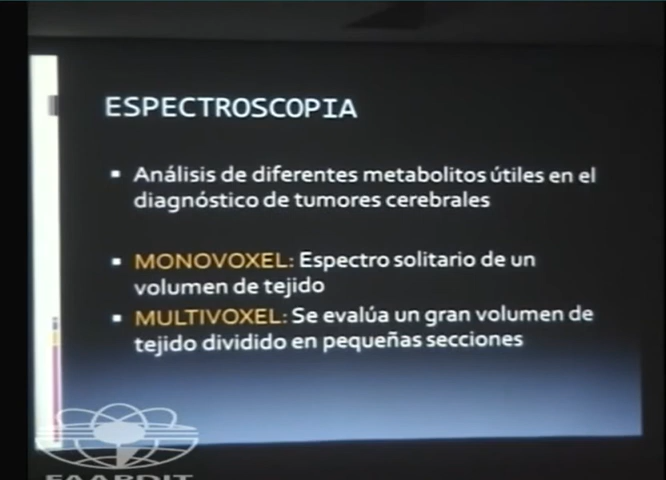 ESPECTROSCOPIA
Análisis de diferentes metabolitos útiles en el
diagnóstico de tumores cerebrales
MONOVOXEL: Espectro solitario de un
volumen de tejido
MULTIVOXEL: Se evalúa un gran volumen de
tejido dividido en pequeñas secciones
FAARDIT